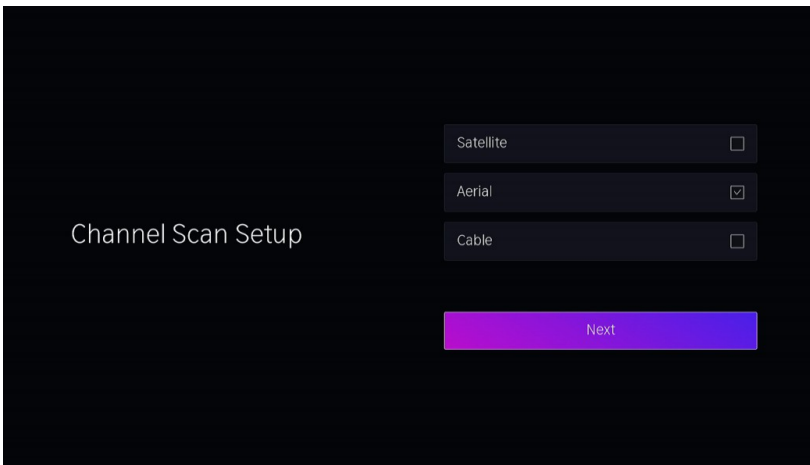 Channel Scan Setup
Satellite
Aerial
Cable
Next